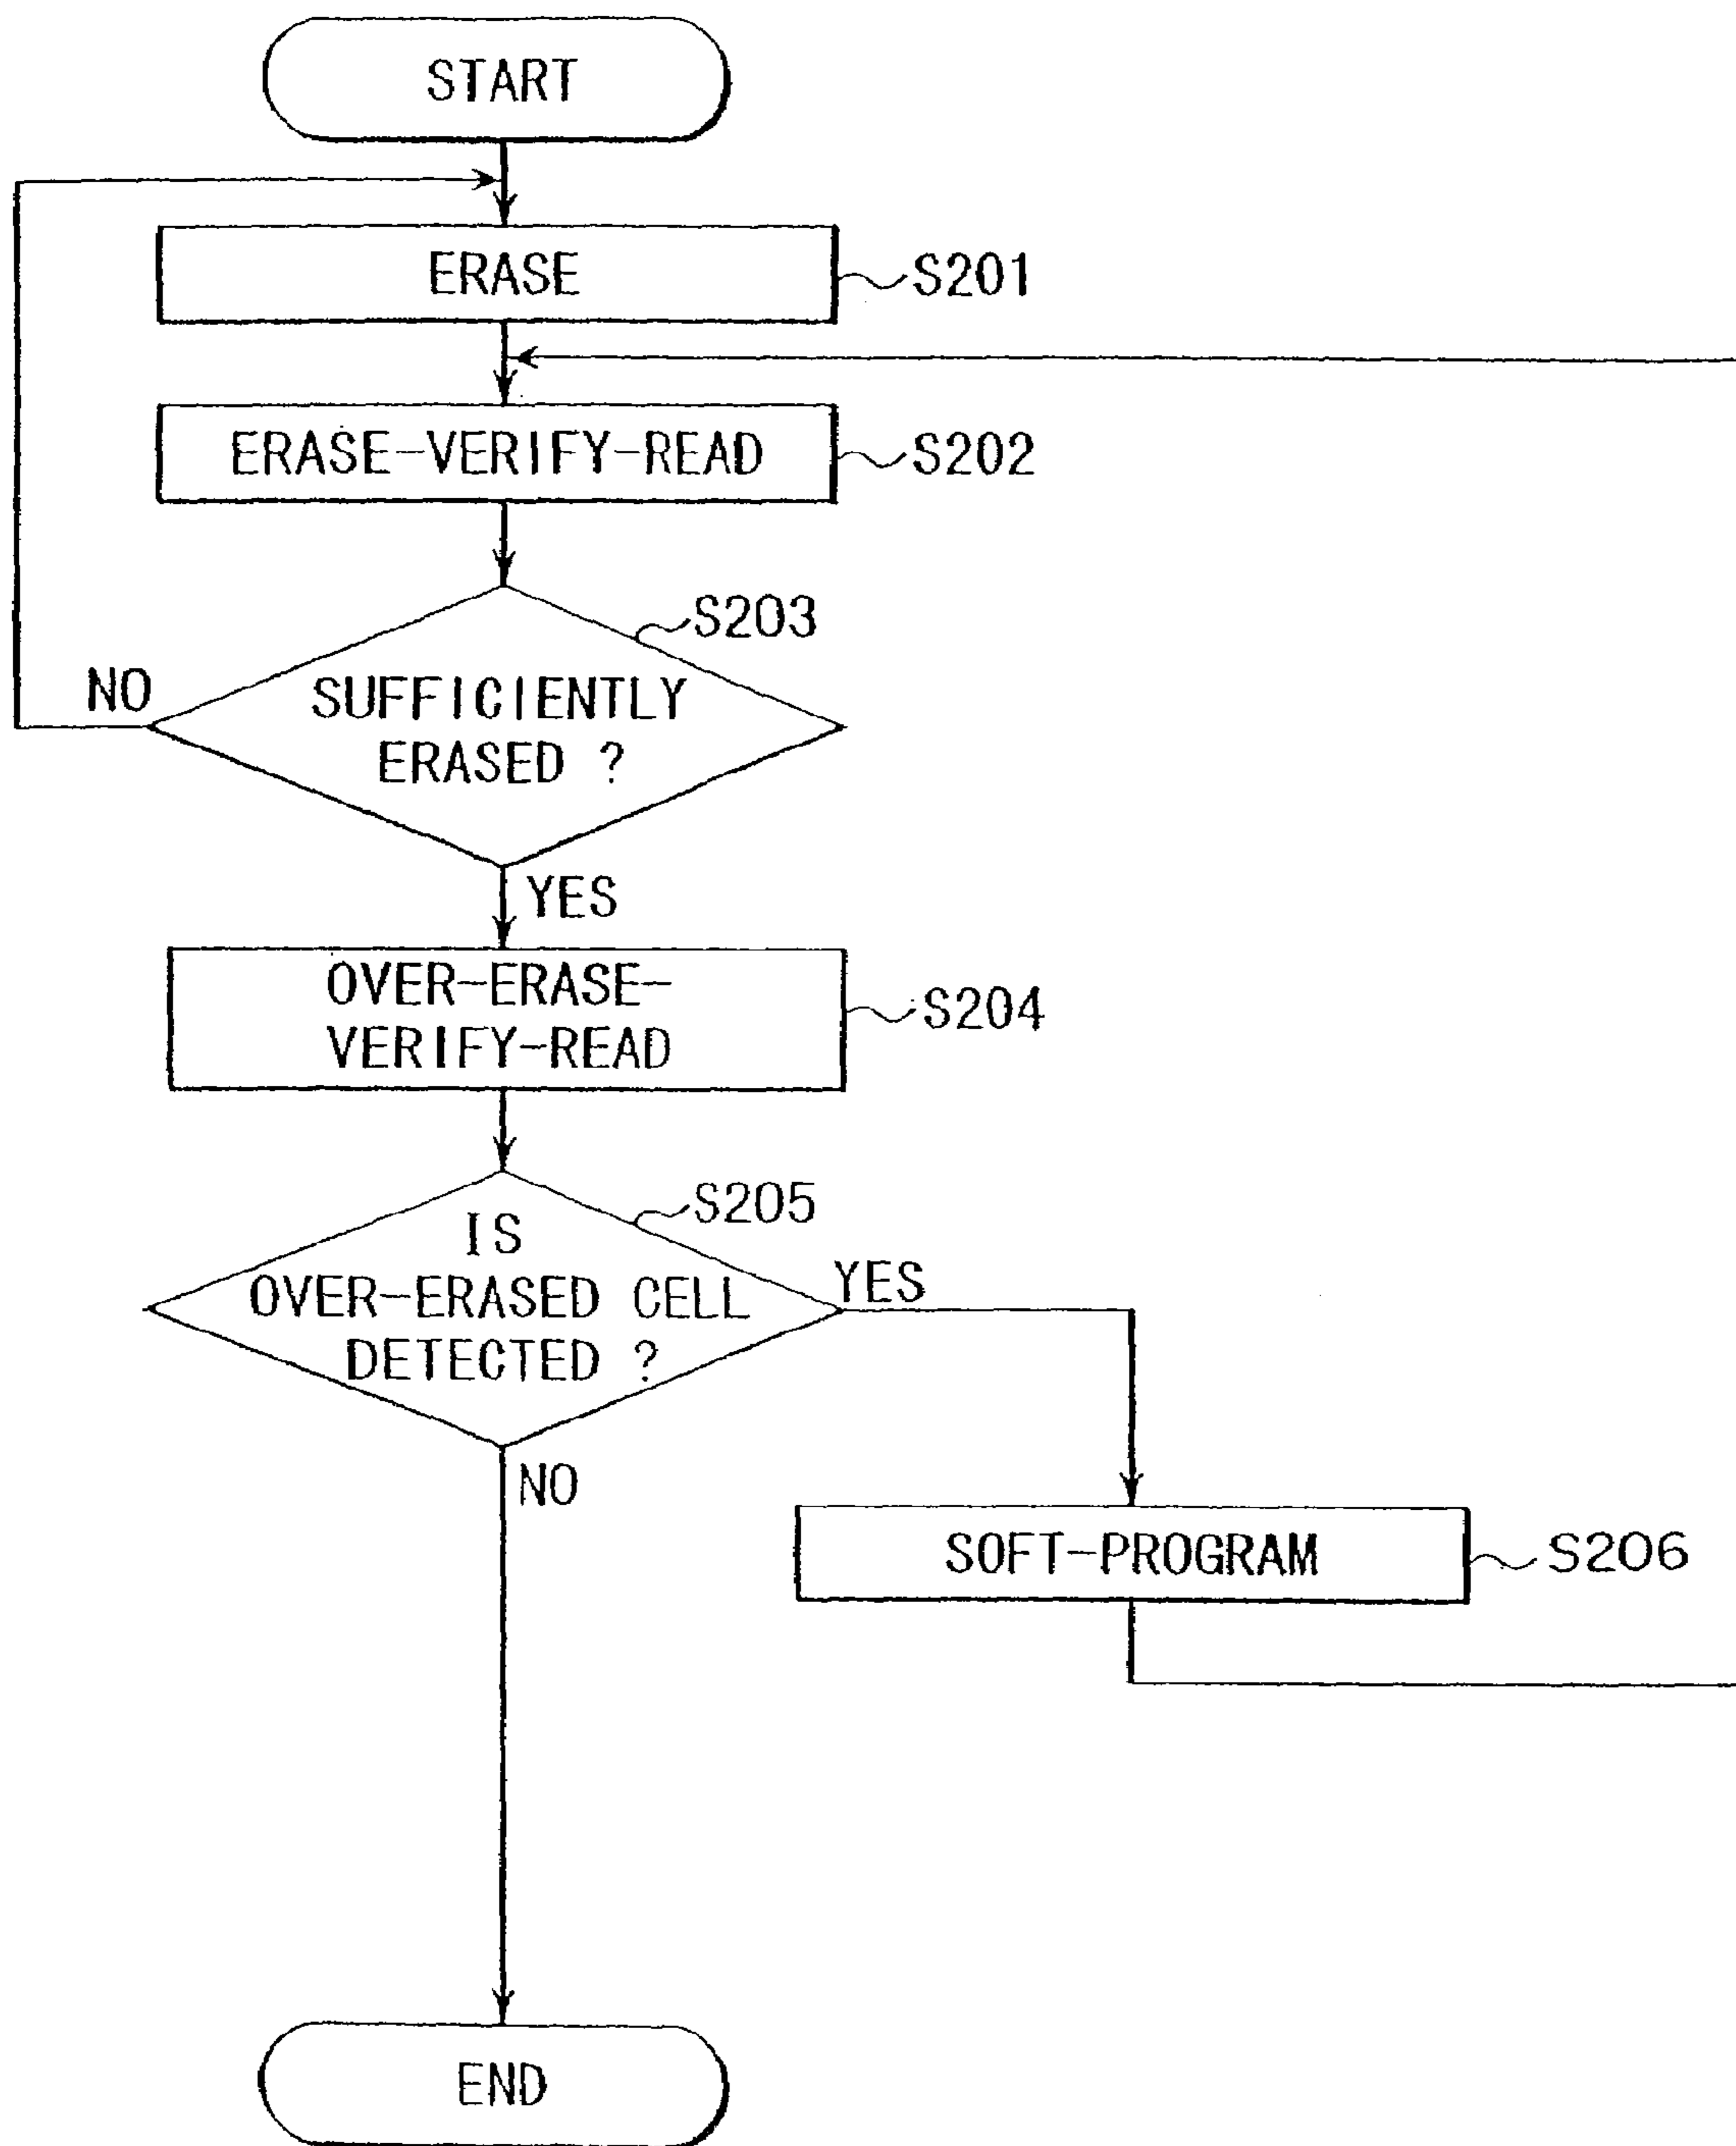 START
ERASE
S201
ERASE-VERIFY-READ
S202
S203
NO
SUFFICIENTLY
ERASED ?
YES
OVER-ERASE-
VERIFY-READ
S204
S205
IS
OVER-ERASED CELL
DETECTED ?
YES
NO
SOFT-PROGRAM
S206
END